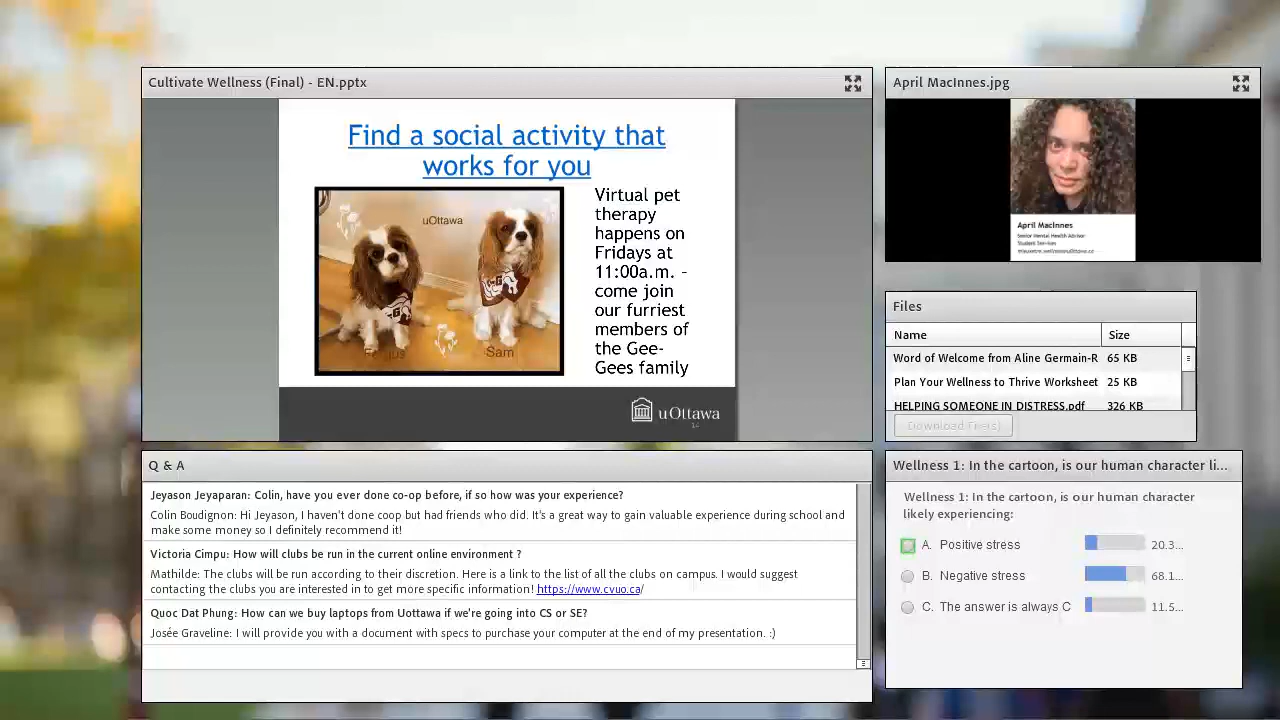 Cultivate Wellness (Final) - EN.pptx
Find a social activity that
works for you
uOttawa
Fergus
Sam
Virtual pet
therapy
happens on
Fridays at
11:00a.m. -
come join
our furriest
members of
the Gee-
Gees family
uOttawa
14
April MacInnes.jpg
April MacInnes
Senior Mental Health Advisor
Student Services
Files
Name Size
Word of Welcome from Aline Germain-R 65 KB
Plan Your Wellness to Thrive Worksheet 25 KB
HELPING SOMEONE IN DISTRESS.pdf 326 KB
Download File(s)
Q & A
Jeyason Jeyaparan: Colin, have you ever done co-op before, if so how was your experience?
Colin Boudignon: Hi Jeyason, I haven't done coop but had friends who did. It's a great way to gain valuable experience during school and
make some money so I definitely recommend it!
Victoria Cimpu: How will clubs be run in the current online environment ?
Mathilde: The clubs will be run according to their discretion. Here is a link to the list of all the clubs on campus. I would suggest
contacting the clubs you are interested in to get more specific information! https://www.cvuo.ca/
Quoc Dat Phung: How can we buy laptops from Uottawa if we're going into CS or SE?
Josée Graveline: I will provide you with a document with specs to purchase your computer at the end of my presentation. :)
Wellness 1: In the cartoon, is our human character li...
Wellness 1: In the cartoon, is our human character
likely experiencing:
A. Positive stress 20.3...
B. Negative stress 68.1...
C. The answer is always C 11.5...